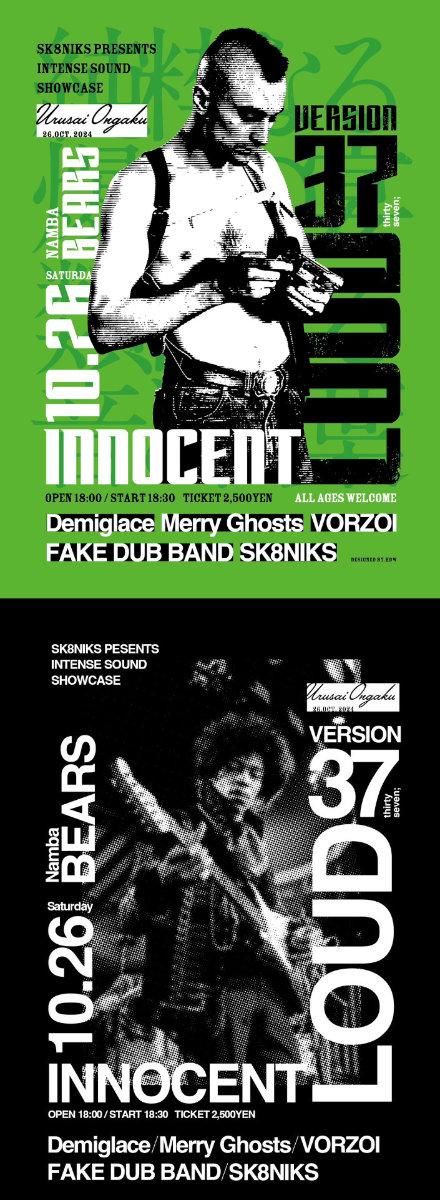 SK8NIKS PRESENTS
INTENSE SOUND
SHOWCASE
Urusai Ongaku
26.OCT. 2024
VERSION
37
thirty
seven;
LOUD
NAMBA
BEARS
SATURDA
10.26
INNOCENT
OPEN 18:00 / START 18:30 TICKET 2,500YEN
ALL AGES WELCOME
Demiglace Merry Ghosts VORZOI
FAKE DUB BAND SK8NIKS
DESIGNED BY.EDW
SK8NIKS PESENTS
INTENSE SOUND
SHOWCASE
Urusai Ongaku
26.OCT. 2024
VERSION
37
thirty
seven;
LOUD
Namba
BEARS
Saturday
10.26
INNOCENT
OPEN 18:00 / START 18:30 TICKET 2,500YEN
Demiglace/Merry Ghosts/VORZOI
FAKE DUB BAND/SK8NIKS